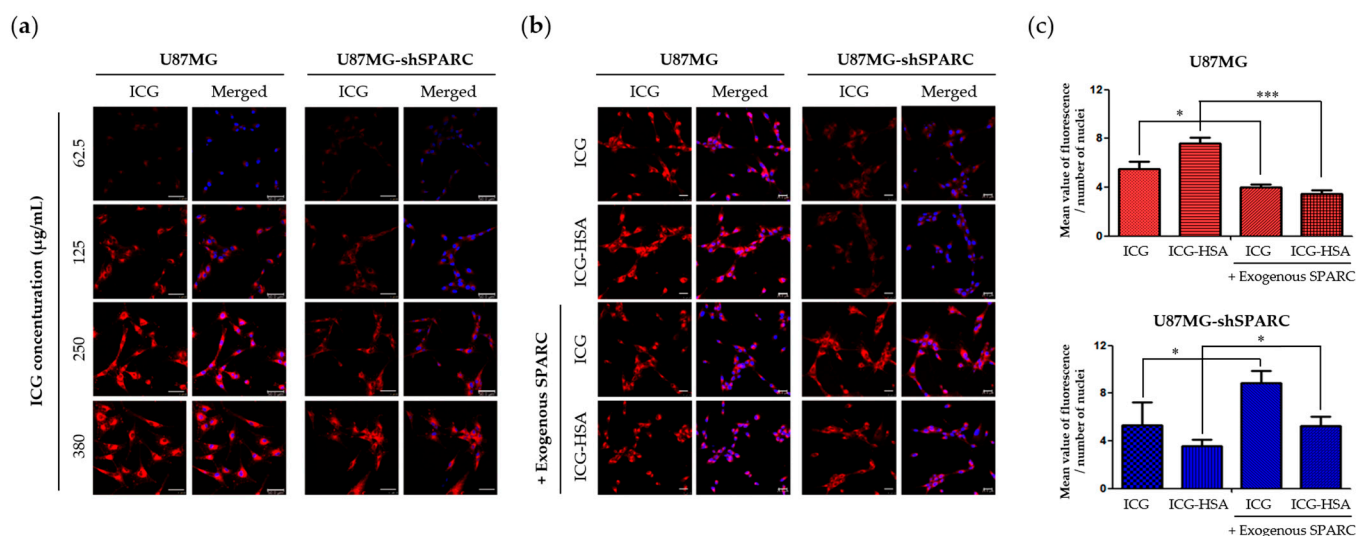 (a)
U87MG
U87MG-shSPARC
ICG
Merged
ICG
Merged
ICG concenturation (μg/mL)
62.5
125
250
380
(b)
U87MG
U87MG-shSPARC
ICG
Merged
ICG
Merged
ICG
ICG-HSA
+ Exogenous SPARC
ICG
ICG-HSA
(c)
U87MG
Mean value of fluorescence
/ number of nuclei
12
8
4
0
*
***
ICG
ICG-HSA
ICG
ICG-HSA
+ Exogenous SPARC
U87MG-shSPARC
Mean value of fluorescence
/ number of nuclei
12
8
4
0
*
*
ICG
ICG-HSA
ICG
ICG-HSA
+ Exogenous SPARC